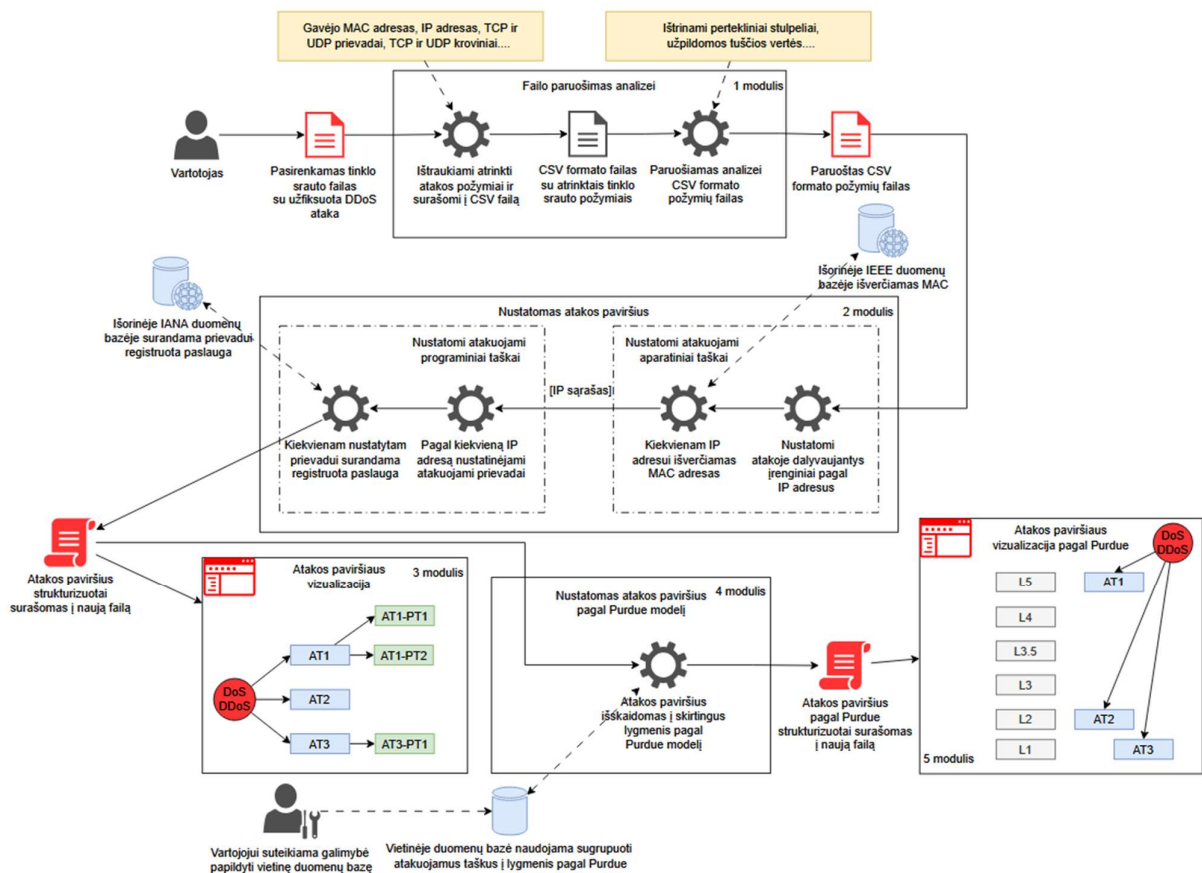 Gavėjo MAC adresas, IP adresas, TCP ir
UDP prievadai, TCP ir UDP kroviniai....
Ištrinami pertekliniai stulpeliai,
užpildomos tuščios vertės....
Failo paruošimas analizei
1 modulis
Vartotojas
Pasirenkamas tinklo
srauto failas
su užfiksuota DDoS
ataka
Ištraukiami atrinkti
atakos požymiai ir
surašomi į CSV failą
CSV formato failas
su atrinktais tinklo
srauto požymiais
Paruošiamas analizei
CSV formato
požymių failas
Paruoštas CSV
formato požymių failas
Išorinėje IEEE duomenų
bazėje išverčiamas MAC
Išorinėje IANA duomenų
bazėje surandama prievadui
registruota paslauga
Nustatomas atakos paviršius
2 modulis
Nustatomi atakuojami
programiniai taškai
Nustatomi atakuojami
aparatiniai taškai
[IP sąrašas]
Kiekvienam nustatytam
prievadui surandama
registruota paslauga
Pagal kiekvieną IP
adresą nustatinėjami
atakuojami prievadai
Kiekvienam IP
adresui išverčiamas
MAC adresas
Nustatomi
atakoje dalyvaujantys
įrenginiai pagal
IP adresus
Atakos paviršius
strukturizuotai
surašomas į naują failą
Atakos paviršiaus
vizualizacija
3 modulis
DoS
DDoS
AT1
AT2
AT3
AT1-PT1
AT1-PT2
AT3-PT1
Nustatomas atakos paviršius
pagal Purdue modelį
4 modulis
Atakos paviršius
išskaidomas į skirtingus
lygmenis pagal
Purdue modelį
Atakos paviršius
pagal Purdue
strukturizuotai surašomas
į naują failą
Atakos paviršiaus
vizualizacija pagal Purdue
DoS
DDoS
L5
L4
L3.5
L3
L2
L1
AT1
AT2
AT3
5 modulis
Vartojojui suteikiama galimybė
papildyti vietinę duomenų bazę
Vietinėje duomenų bazė naudojama sugrupuoti
atakuojamus taškus į lygmenis pagal Purdue